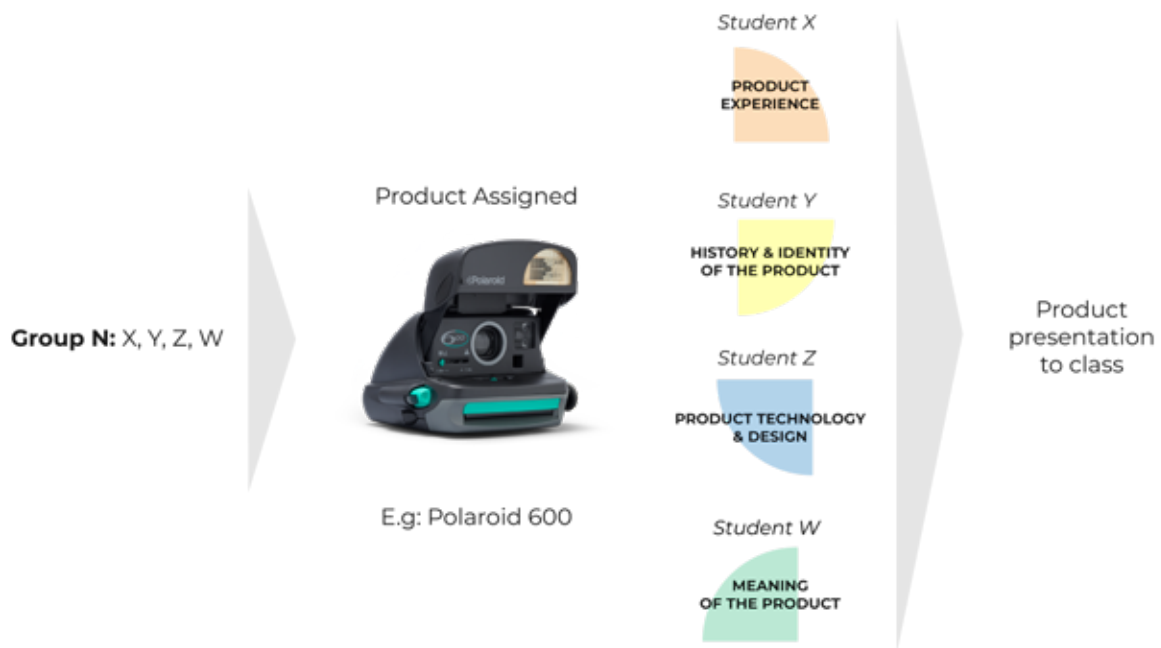 Group N: X, Y, Z, W
Product Assigned
Polaroid
E.g: Polaroid 600
Student X
PRODUCT
EXPERIENCE
Student Y
HISTORY & IDENTITY
OF THE PRODUCT
Student Z
PRODUCT TECHNOLOGY
& DESIGN
Student W
MEANING
OF THE PRODUCT
Product
presentation
to class